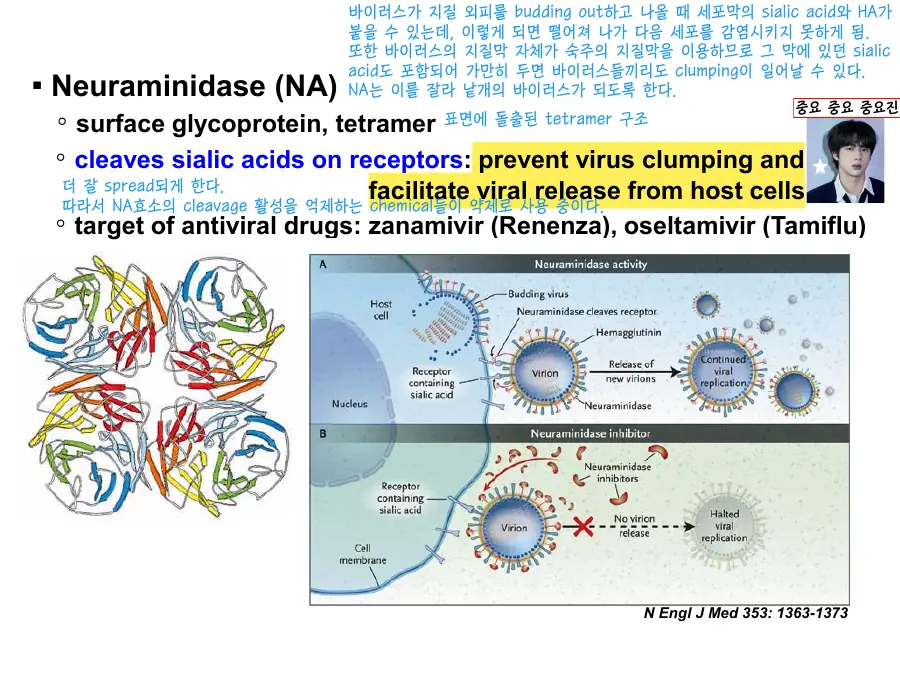 바이러스가 지질 외피를 budding out하고 나올 때 세포막의 sialic acid와 HA가
붙을 수 있는데, 이렇게 되면 떨어져 나가 다음 세포를 감염시키지 못하게 됨.
또한 바이러스의 지질막 자체가 숙주의 지질막을 이용하므로 그 막에 있던 sialic
acid도 포함되어 가만히 두면 바이러스들끼리도 clumping이 일어날 수 있다.
NA는 이를 잘라 낱개의 바이러스가 되도록 한다.
▪ Neuraminidase (NA)
중요 중요 중요진
◦ surface glycoprotein, tetramer 표면에 돌출된 tetramer 구조
◦ cleaves sialic acids on receptors: prevent virus clumping and
facilitate viral release from host cells
더 잘 spread되게 한다.
따라서 NA효소의 cleavage 활성을 억제하는 chemical들이 약제로 사용 중이다.
◦ target of antiviral drugs: zanamivir (Renenza), oseltamivir (Tamiflu)
A
Neuraminidase activity
Host
cell
Budding virus
Neuraminidase cleaves receptor
Hemagglutinin
Receptor
containing
sialic acid
Virion
Release of
new virions
Continued
viral
replication
Nucleus
Neuraminidase
B
Neuraminidase inhibitor
Neuraminidase
inhibitors
Receptor
containing
sialic acid
Virion
No virion
release
Halted
viral
replication
Cell
membrane
N Engl J Med 353: 1363-1373